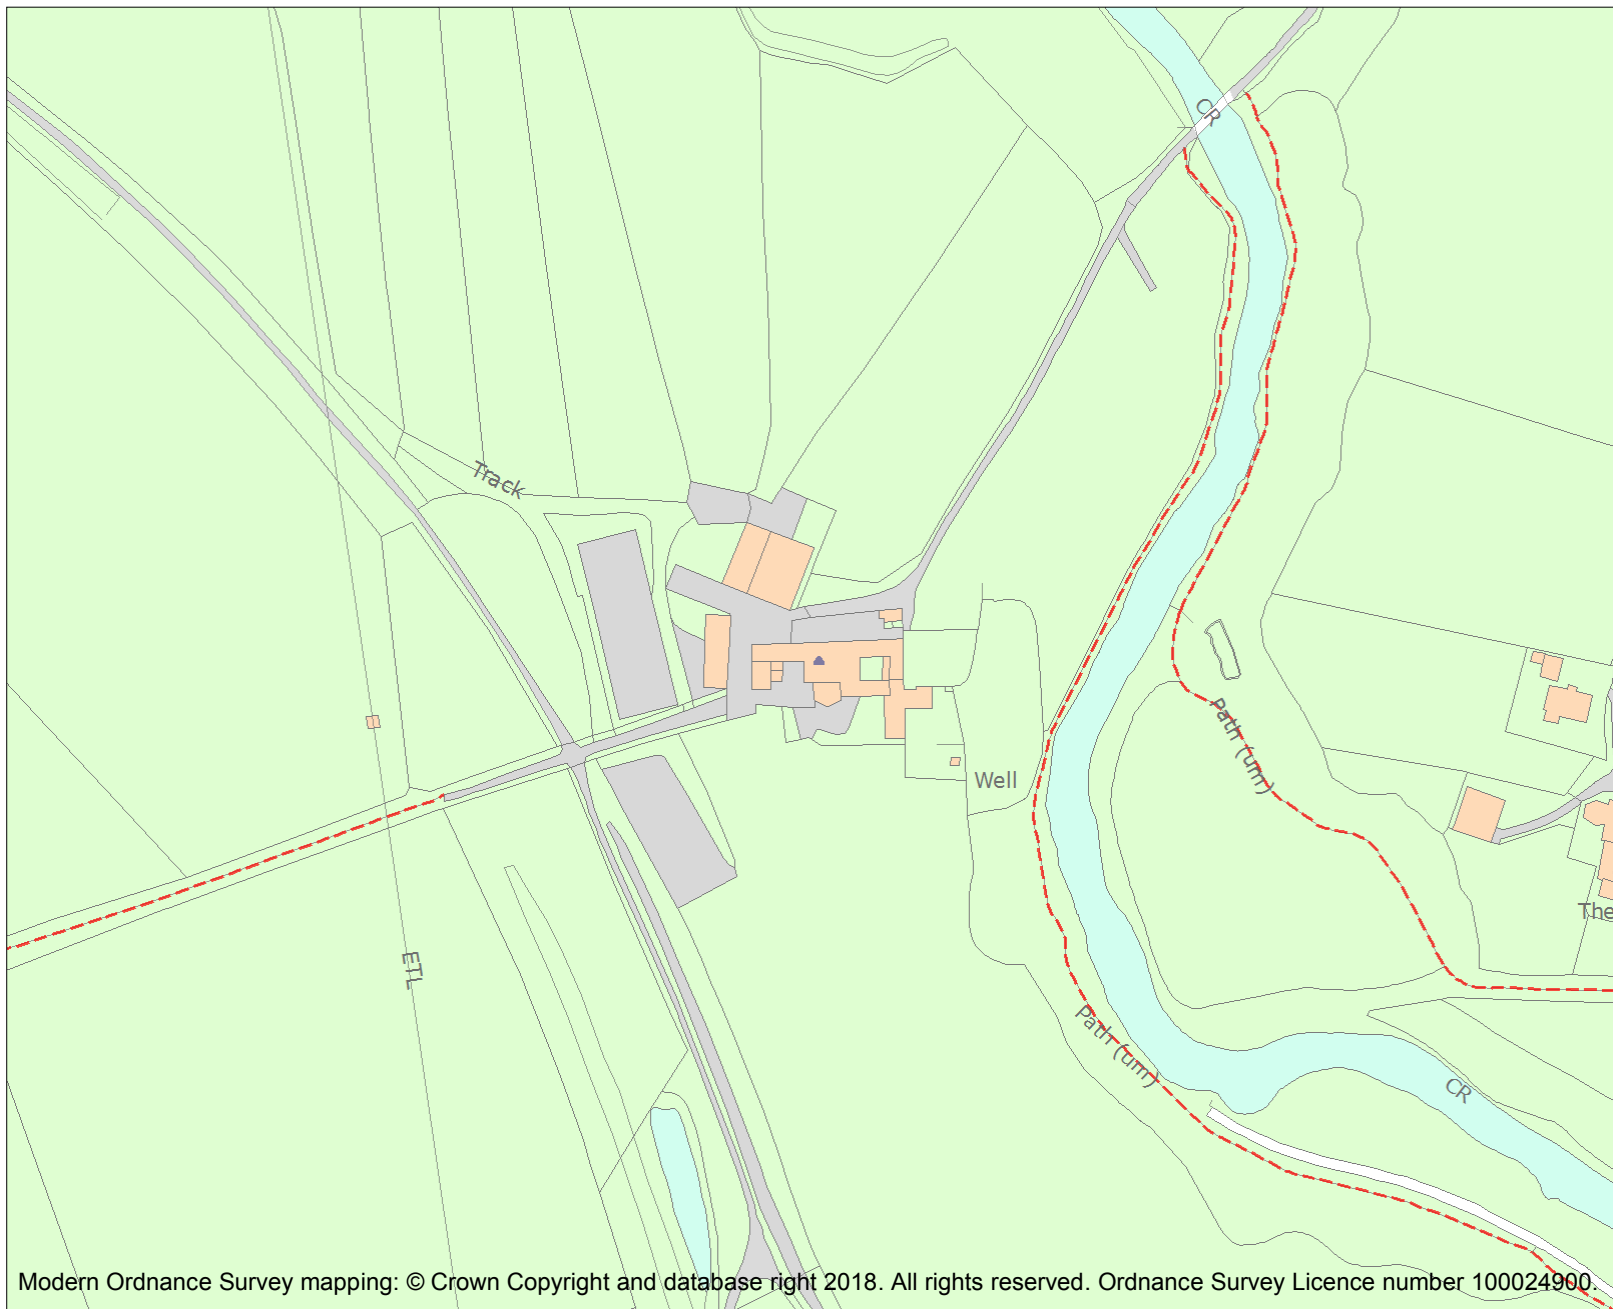 CR
Track
Path (um)
Well
The
ETL
Path (um)
CR
Modern Ordnance Survey mapping: © Crown Copyright and database right 2018. All rights reserved. Ordnance Survey Licence number 100024900.